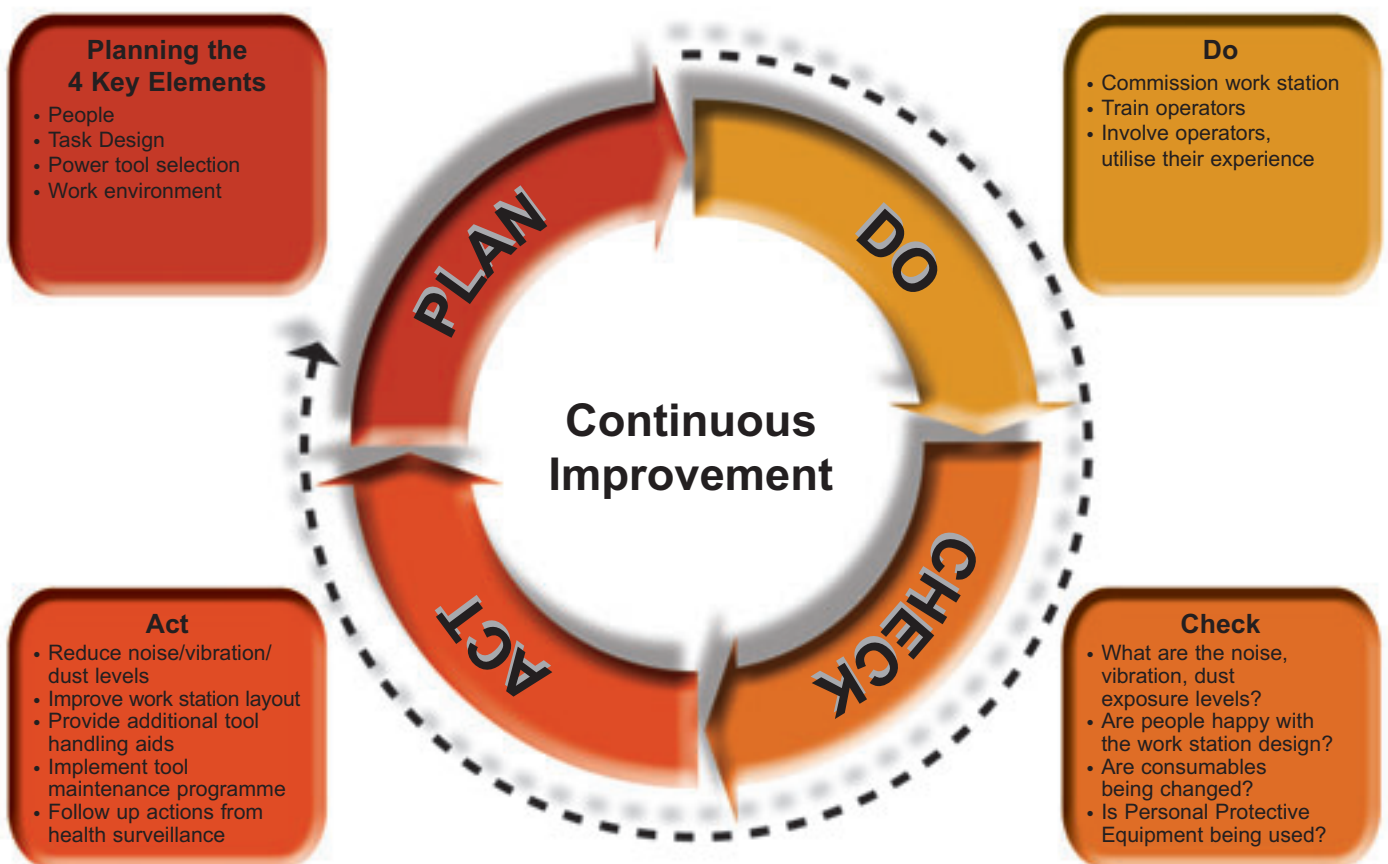 Planning the
4 Key Elements
• People
• Task Design
• Power tool selection
• Work environment
Do
• Commission work station
• Train operators
• Involve operators,
utilise their experience
PLAN
DO
Continuous
Improvement
CHECK
ACT
Act
• Reduce noise/vibration/
dust levels
• Improve work station layout
• Provide additional tool
handling aids
• Implement tool
maintenance programme
• Follow up actions from
health surveillance
Check
• What are the noise,
vibration, dust
exposure levels?
• Are people happy with
the work station design?
• Are consumables
being changed?
• Is Personal Protective
Equipment being used?